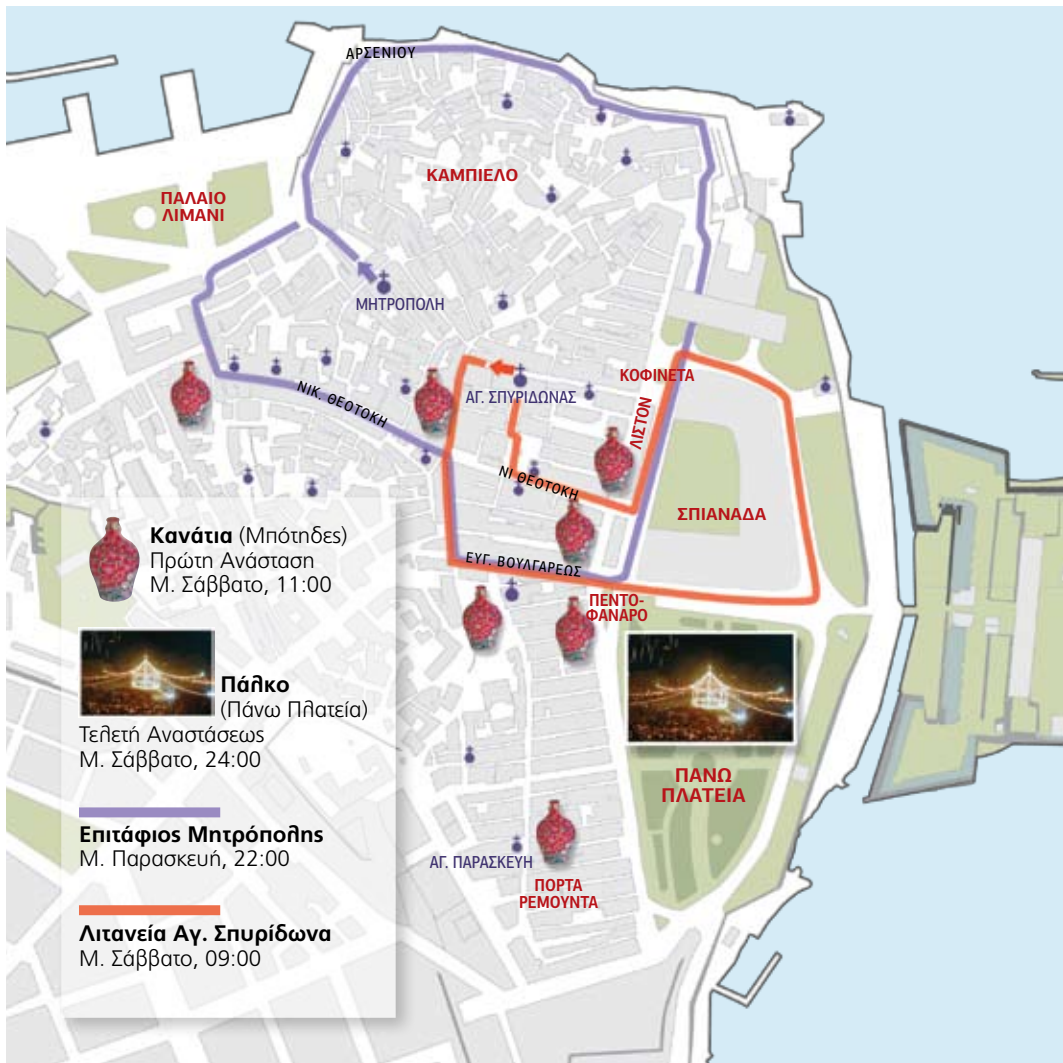 ΑΡΣΕΝΙΟΥ
ΚΑΜΠΙΕΛΟ
ΠΑΛΑΙΟ
ΛΙΜΑΝΙ
ΜΗΤΡΟΠΟΛΗ
ΚΟΦΙΝΕΤΑ
ΑΓ. ΣΠΥΡΙΔΩΝΑΣ
ΝΙΚ. ΘΕΟΤΟΚΗ
ΛΙΣΤΟΝ
ΝΙ ΘΕΟΤΟΚΗ
ΣΠΙΑΝΑΔΑ
ΕΥΓ. ΒΟΥΛΓΑΡΕΩΣ
ΠΕΝΤΟ-
ΦΑΝΑΡΟ
ΠΑΝΩ
ΠΛΑΤΕΙΑ
ΑΓ. ΠΑΡΑΣΚΕΥΗ
ΠΟΡΤΑ
ΡΕΜΟΥΝΤΑ
Κανάτια (Μπότηδες)
Πρώτη Ανάσταση
Μ. Σάββατο, 11:00
Πάλκο
(Πάνω Πλατεία)
Τελετή Αναστάσεως
Μ. Σάββατο, 24:00
Επιτάφιος Μητρόπολης
Μ. Παρασκευή, 22:00
Λιτανεία Αγ. Σπυρίδωνα
Μ. Σάββατο, 09:00